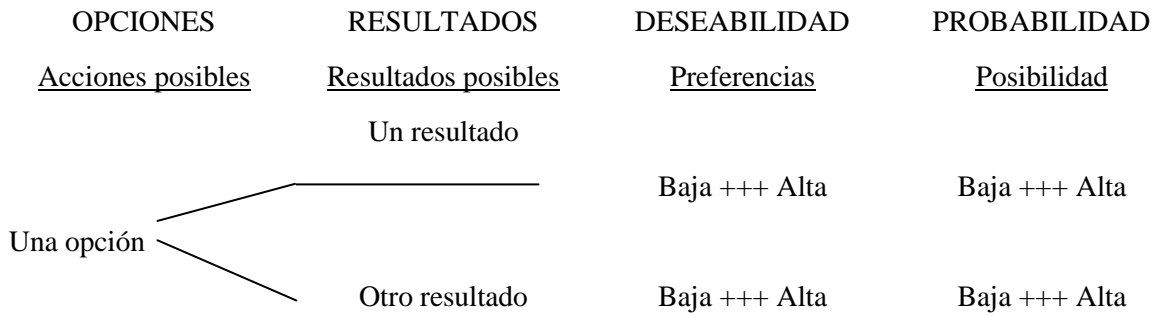 OPCIONES RESULTADOS DESEABILIDAD PROBABILIDAD
Acciones posibles Resultados posibles Preferencias Posibilidad
Un resultado
Baja +++ Alta Baja +++ Alta
Una opción
Otro resultado Baja +++ Alta Baja +++ Alta